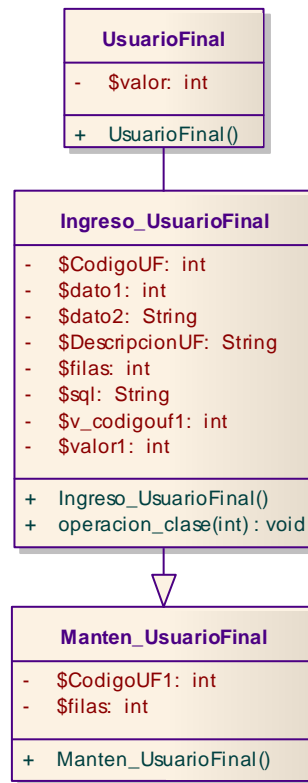 UsuarioFinal
- $valor: int
+ UsuarioFinal()
Ingreso_UsuarioFinal
- $CodigoUF: int
- $dato1: int
- $dato2: String
- $DescripcionUF: String
- $filas: int
- $sql: String
- $v_codigouf1: int
- $valor1: int
+ Ingreso_UsuarioFinal()
+ operacion_clase(int) : void
Manten_UsuarioFinal
- $CodigoUF1: int
- $filas: int
+ Manten_UsuarioFinal()